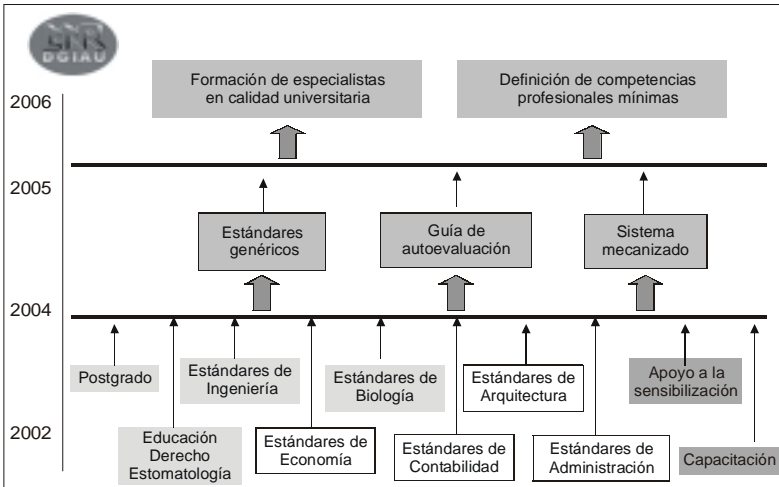 ANR
DGIAU
2006
Formación de especialistas
en calidad universitaria
Definición de competencias
profesionales mínimas
2005
Estándares
genéricos
Guía de
autoevaluación
Sistema
mecanizado
2004
Postgrado
Estándares de
Ingeniería
Estándares de
Biología
Estándares de
Arquitectura
Apoyo a la
sensibilización
2002
Educación
Derecho
Estomatología
Estándares de
Economía
Estándares de
Contabilidad
Estándares de
Administración
Capacitación